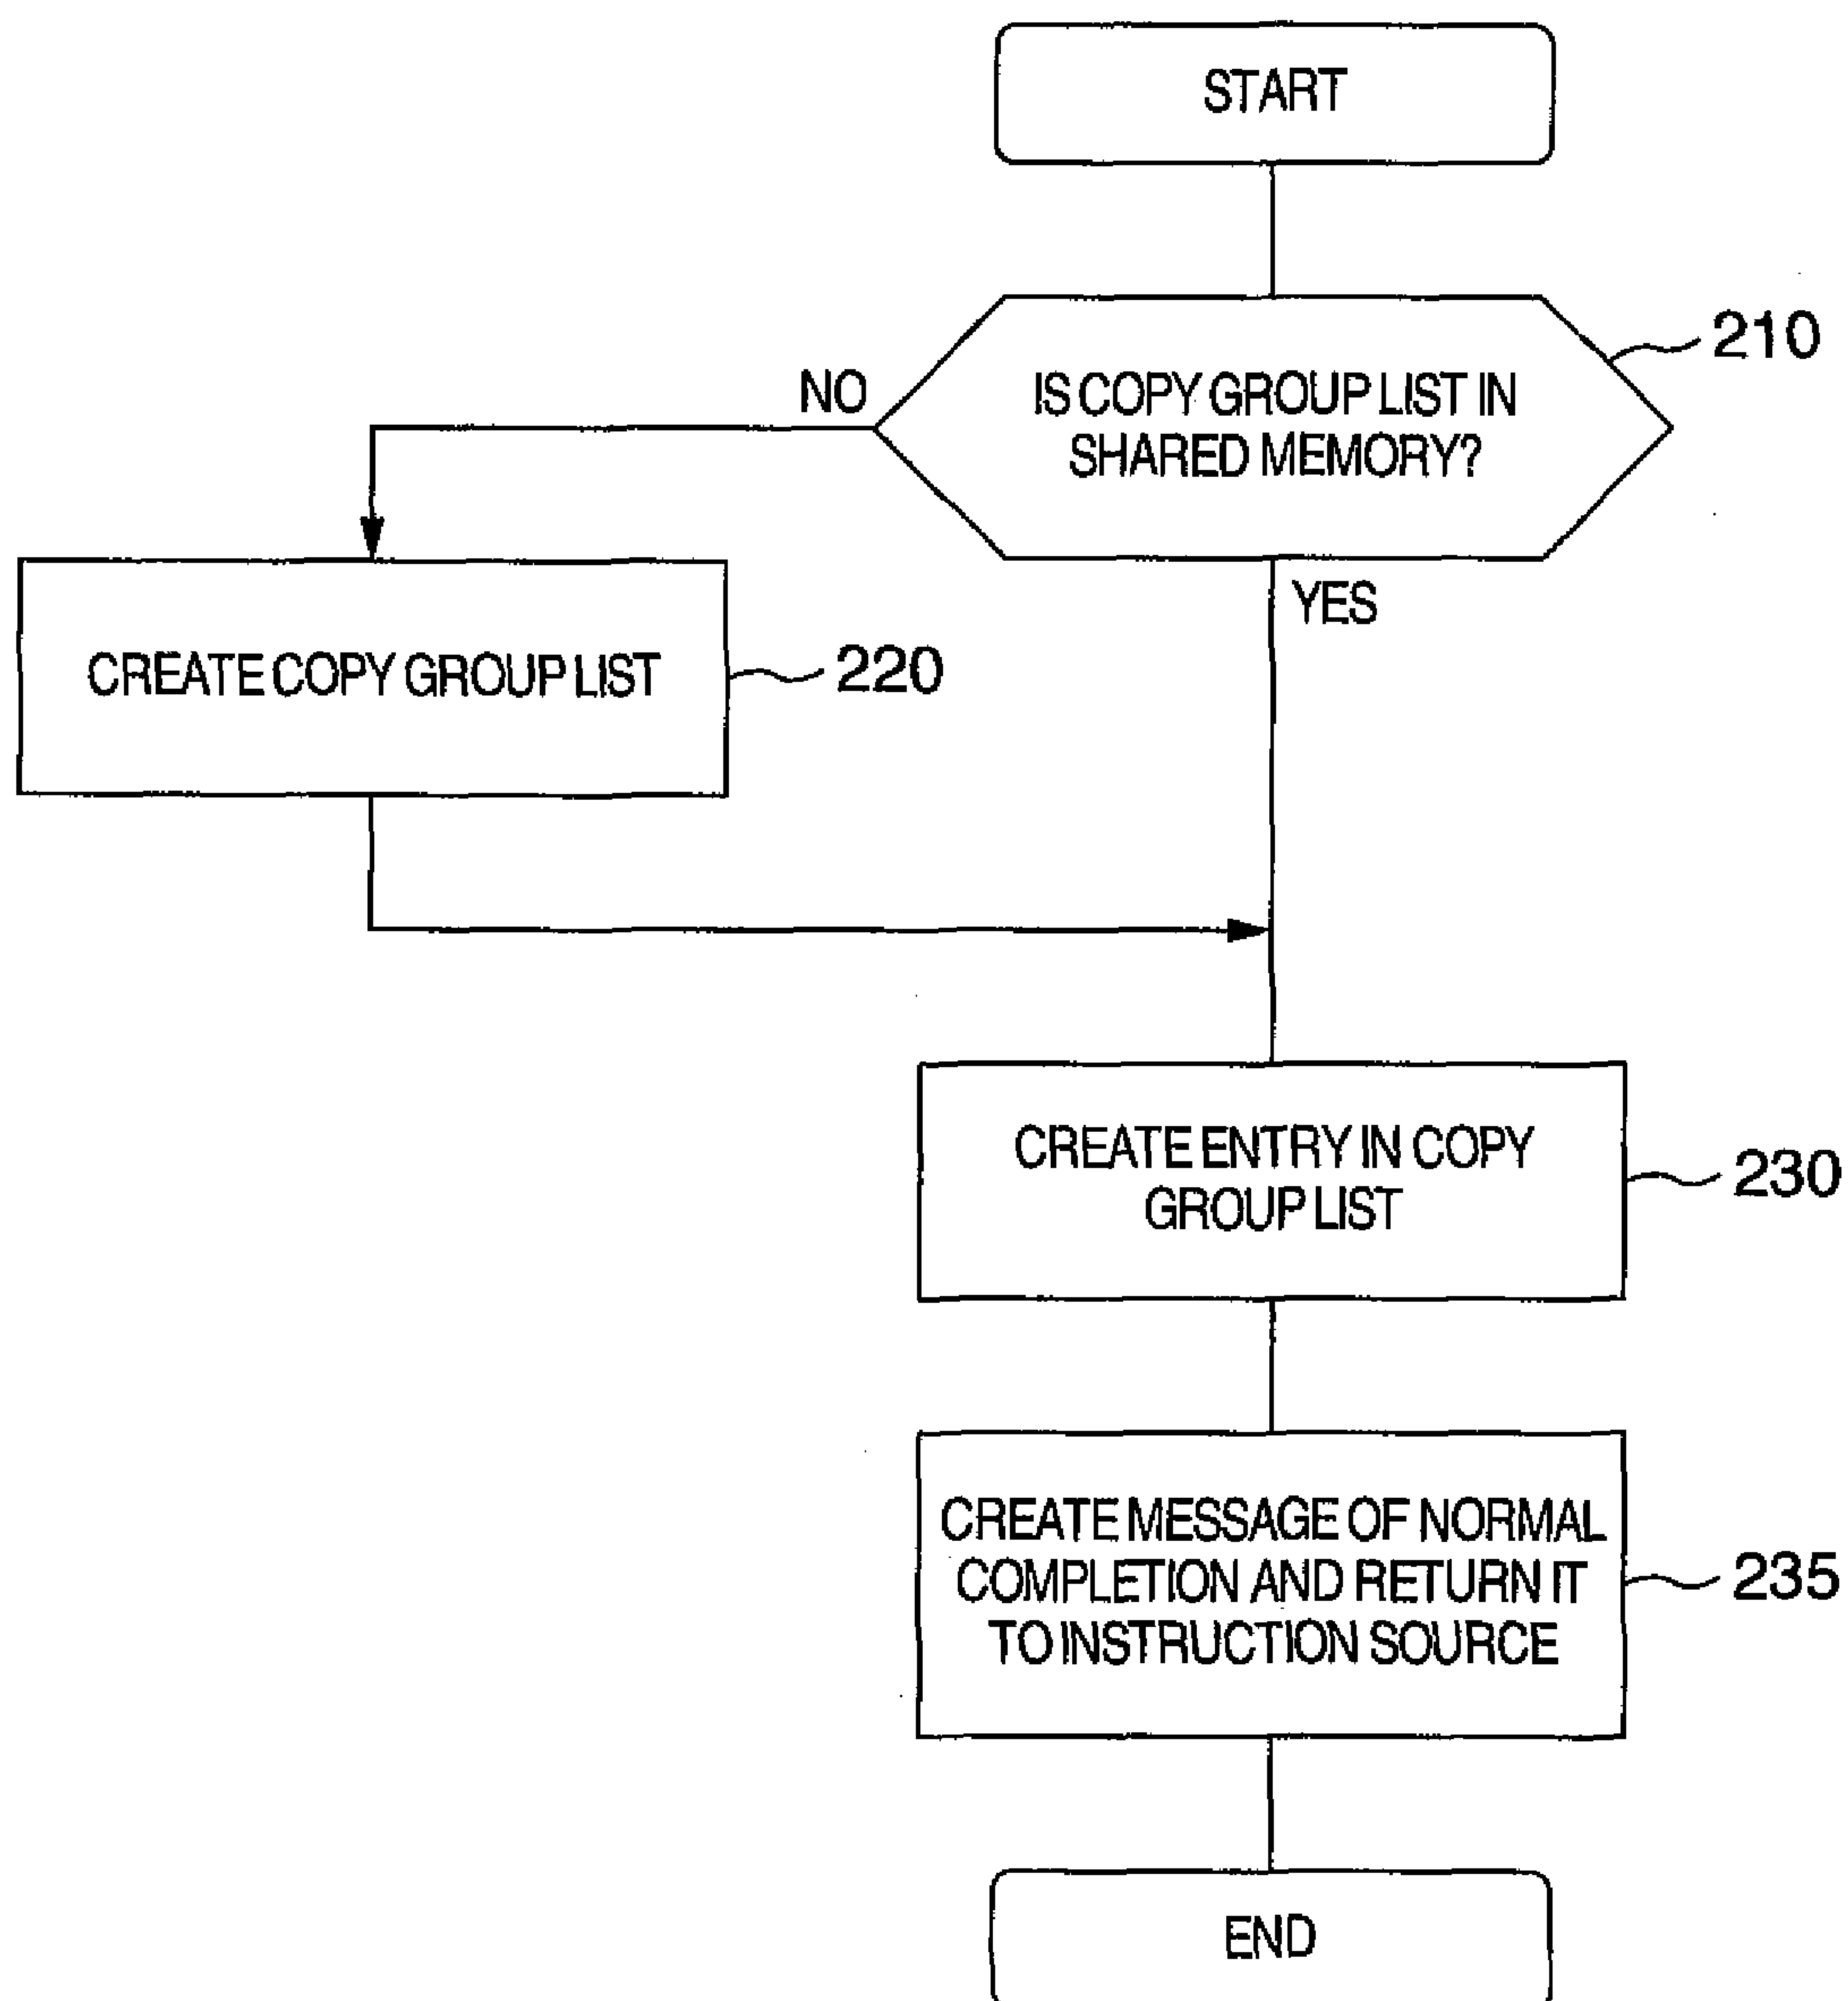 START
210
NO
IS COPY GROUP LIST IN
SHARED MEMORY?
YES
CREATE COPY GROUP LIST
220
CREATE ENTRY IN COPY
GROUP LIST
230
CREATE MESSAGE OF NORMAL
COMPLETION AND RETURN IT
TO INSTRUCTION SOURCE
235
END